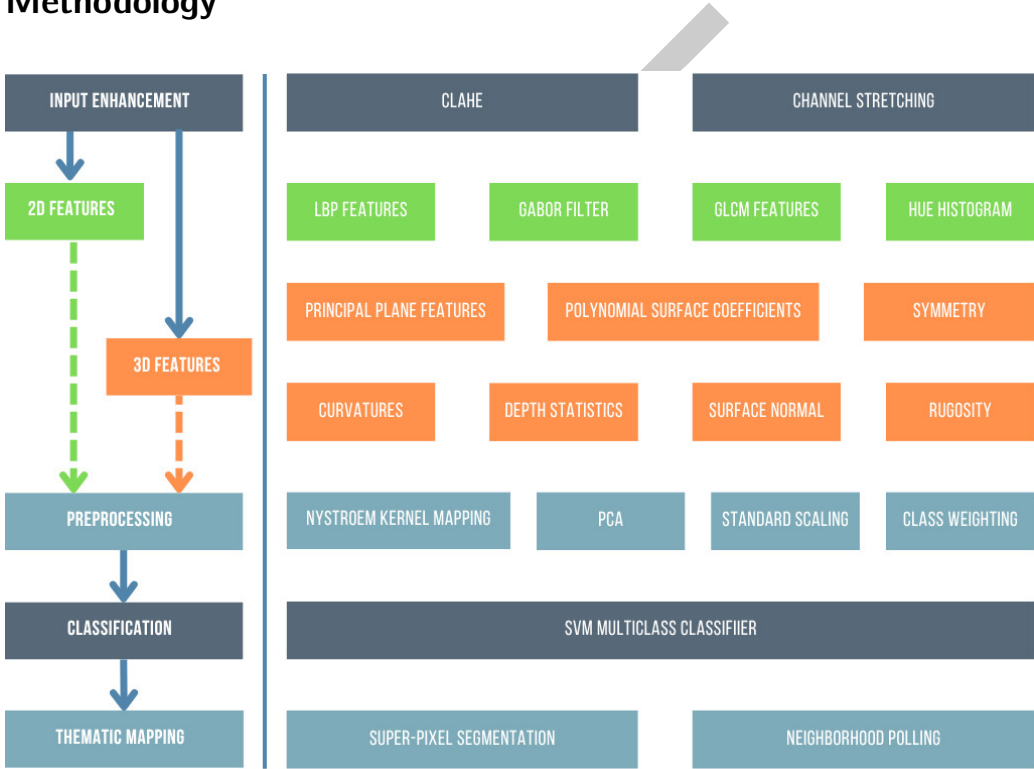 Methodology
INPUT ENHANCEMENT
CLAHE
CHANNEL STRETCHING
2D FEATURES
LBP FEATURES
GABOR FILTER
GLCM FEATURES
HUE HISTOGRAM
PRINCIPAL PLANE FEATURES
POLYNOMIAL SURFACE COEFFICIENTS
SYMMETRY
3D FEATURES
CURVATURES
DEPTH STATISTICS
SURFACE NORMAL
RUGOSITY
PREPROCESSING
NYSTROEM KERNEL MAPPING
PCA
STANDARD SCALING
CLASS WEIGHTING
CLASSIFICATION
SVM MULTICLASS CLASSIFIIER
THEMATIC MAPPING
SUPER-PIXEL SEGMENTATION
NEIGHBORHOOD POLLING